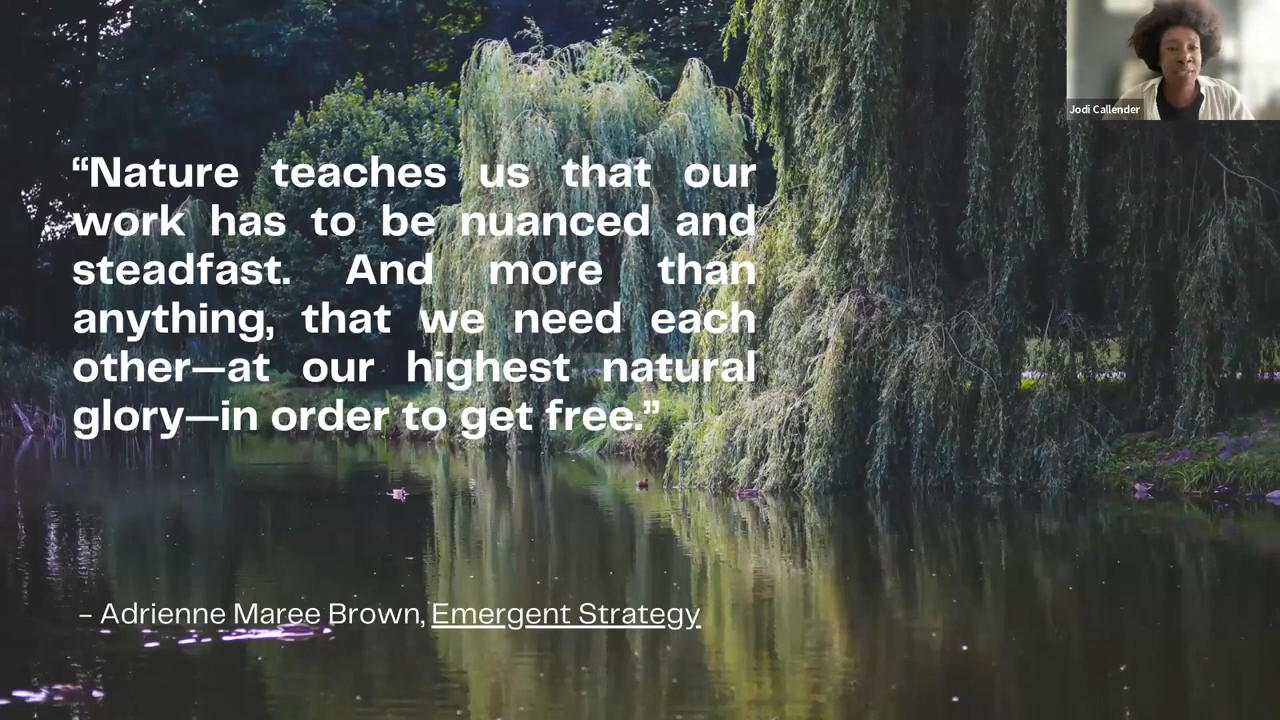 “Nature teaches us that our
work has to be nuanced and
steadfast. And more than
anything, that we need each
other—at our highest natural
glory—in order to get free.”
– Adrienne Maree Brown, Emergent Strategy
Jodi Callender